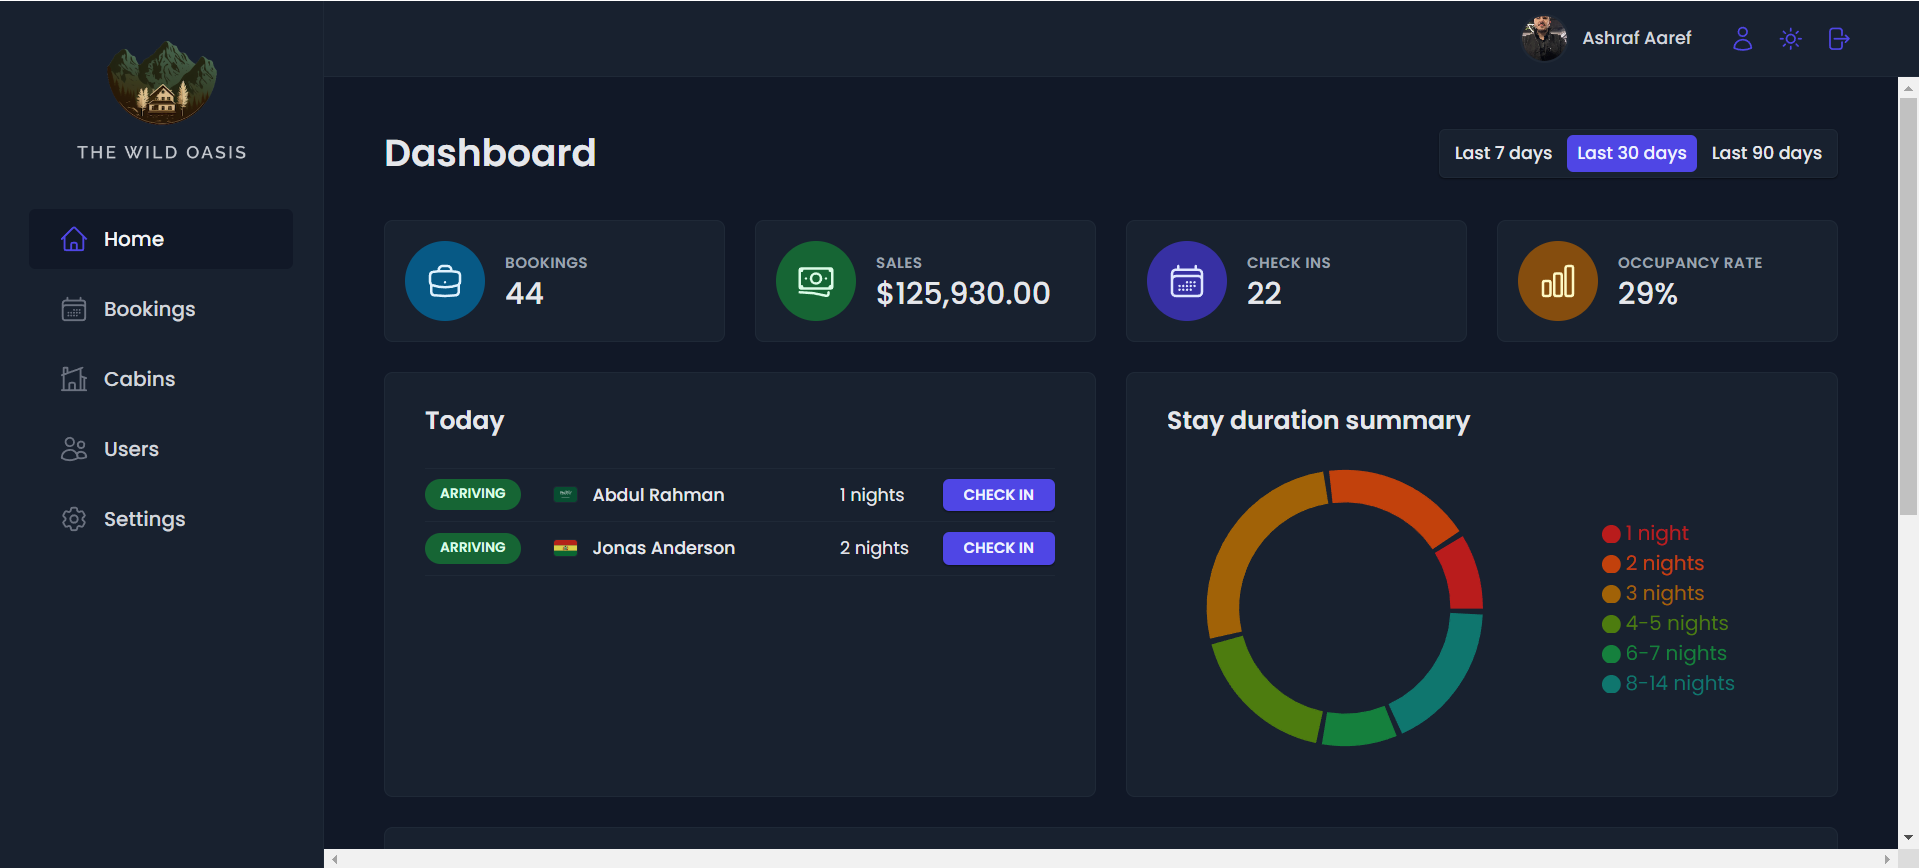 THE WILD OASIS
Home
Bookings
Cabins
Users
Settings
Ashraf Aaref
Dashboard
Last 7 days Last 30 days Last 90 days
BOOKINGS
44
SALES
$125,930.00
CHECK INS
22
OCCUPANCY RATE
29%
Today
ARRIVING Abdul Rahman 1 nights CHECK IN
ARRIVING Jonas Anderson 2 nights CHECK IN
Stay duration summary
1 night
2 nights
3 nights
4-5 nights
6-7 nights
8-14 nights